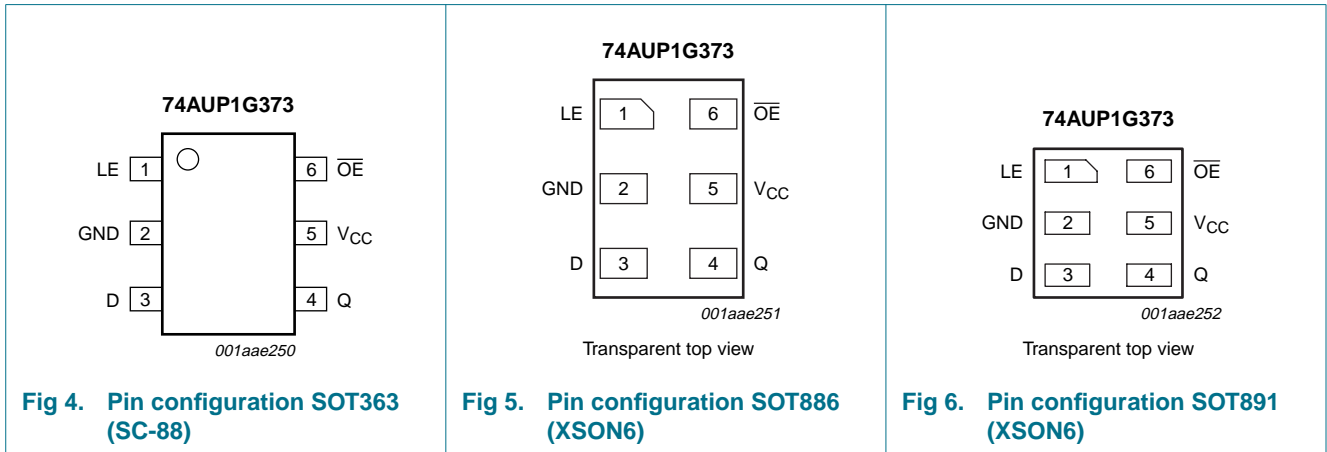 74AUP1G373
LE 1 6 OE
GND 2 5 VCC
D 3 4 Q
001aae250
Fig 4. Pin configuration SOT363
(SC-88)
74AUP1G373
LE 1 6 OE
GND 2 5 VCC
D 3 4 Q
001aae251
Transparent top view
Fig 5. Pin configuration SOT886
(XSON6)
74AUP1G373
LE 1 6 OE
GND 2 5 VCC
D 3 4 Q
001aae252
Transparent top view
Fig 6. Pin configuration SOT891
(XSON6)